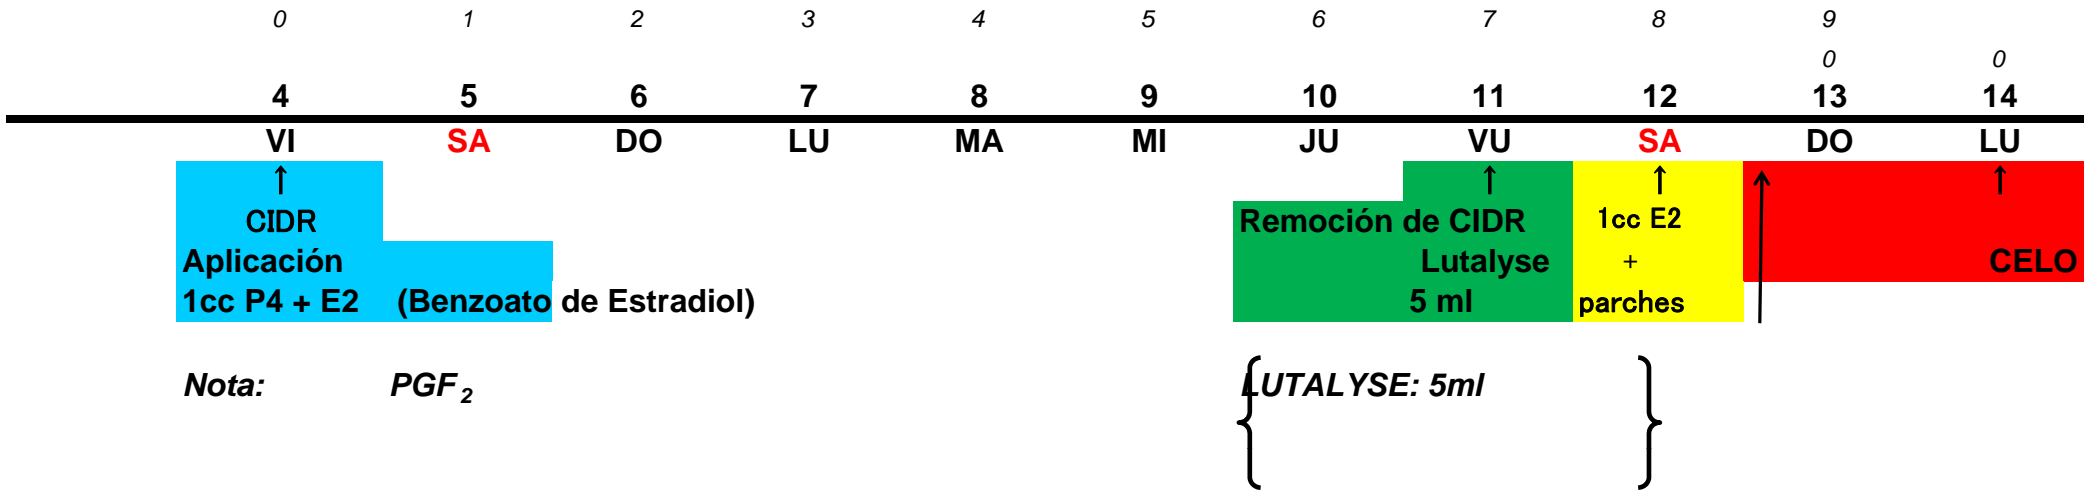 0 1 2 3 4 5 6 7 8 9
0 0
4 5 6 7 8 9 10 11 12 13 14
VI SA DO LU MA MI JU VU SA DO LU
↑ ↑ ↑ ↑ ↑
CIDR Remoción de CIDR 1cc E2
Aplicación Lutalyse + CELO
1cc P4 + E2 (Benzoato de Estradiol) 5 ml parches
Nota: PGF₂ LUTALYSE: 5ml